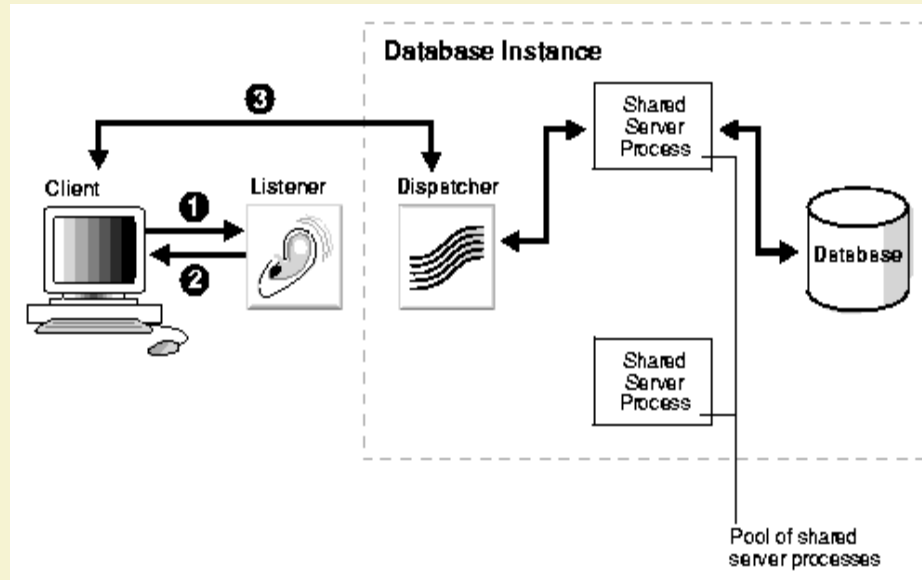 Database Instance
3
Shared
Server
Process
Client
Listener
Dispatcher
1
2
Database
Shared
Server
Process
Pool of shared
server processes